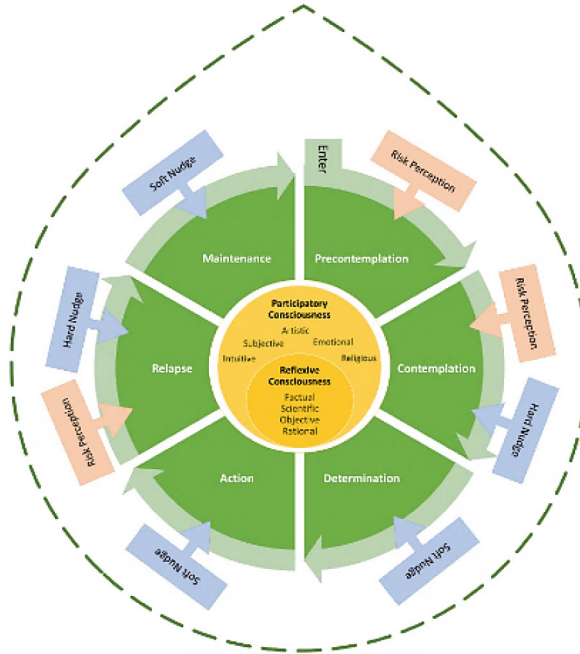 Enter
Risk Perception
Soft Nudge
Maintenance
Precontemplation
Risk Perception
Hard Nudge
Participatory
Consciousness
Artistic
Subjective
Emotional
Intuitive
Religious
Reflexive
Consciousness
Factual
Scientific
Objective
Rational
Relapse
Contemplation
Risk Perception
Hard Nudge
Action
Determination
Soft Nudge
Soft Nudge